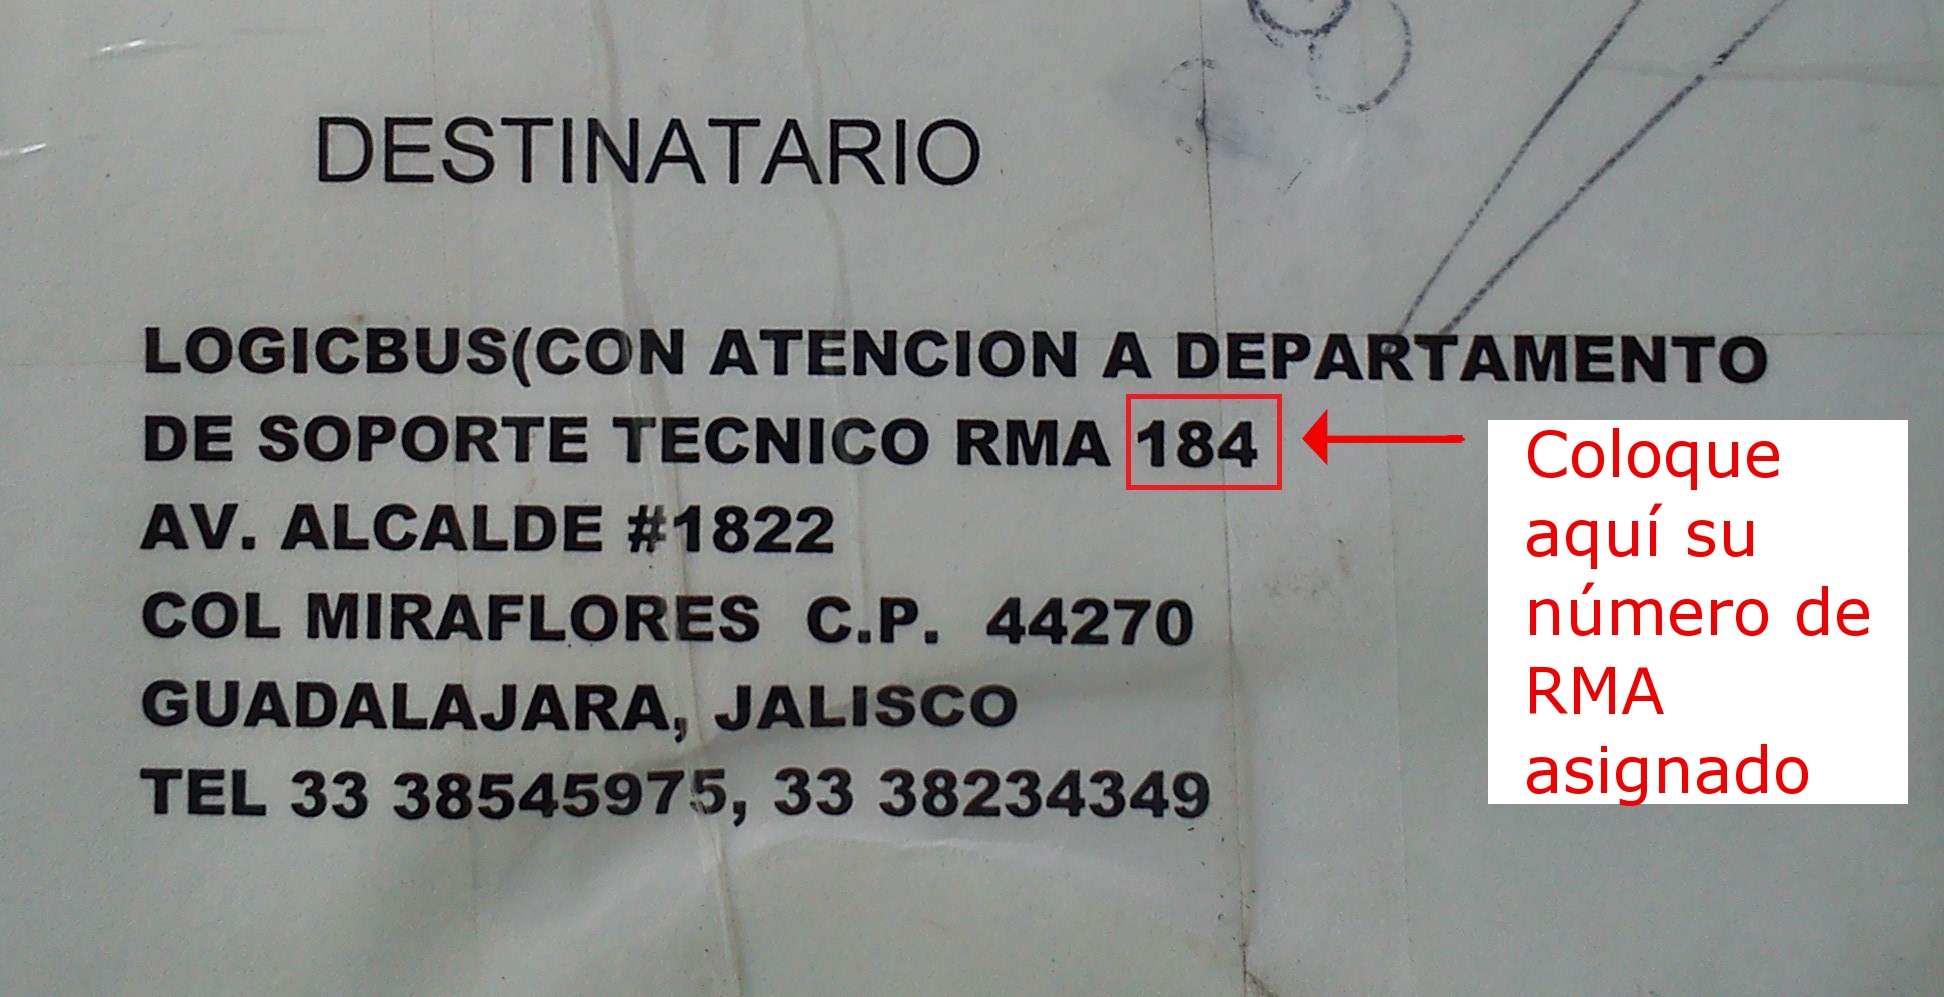 DESTINATARIO
LOGICBUS(CON ATENCION A DEPARTAMENTO
DE SOPORTE TECNICO RMA 184
AV. ALCALDE #1822
COL MIRAFLORES C.P. 44270
GUADALAJARA, JALISCO
TEL 33 38545975, 33 38234349
Coloque
aquí su
número de
RMA
asignado